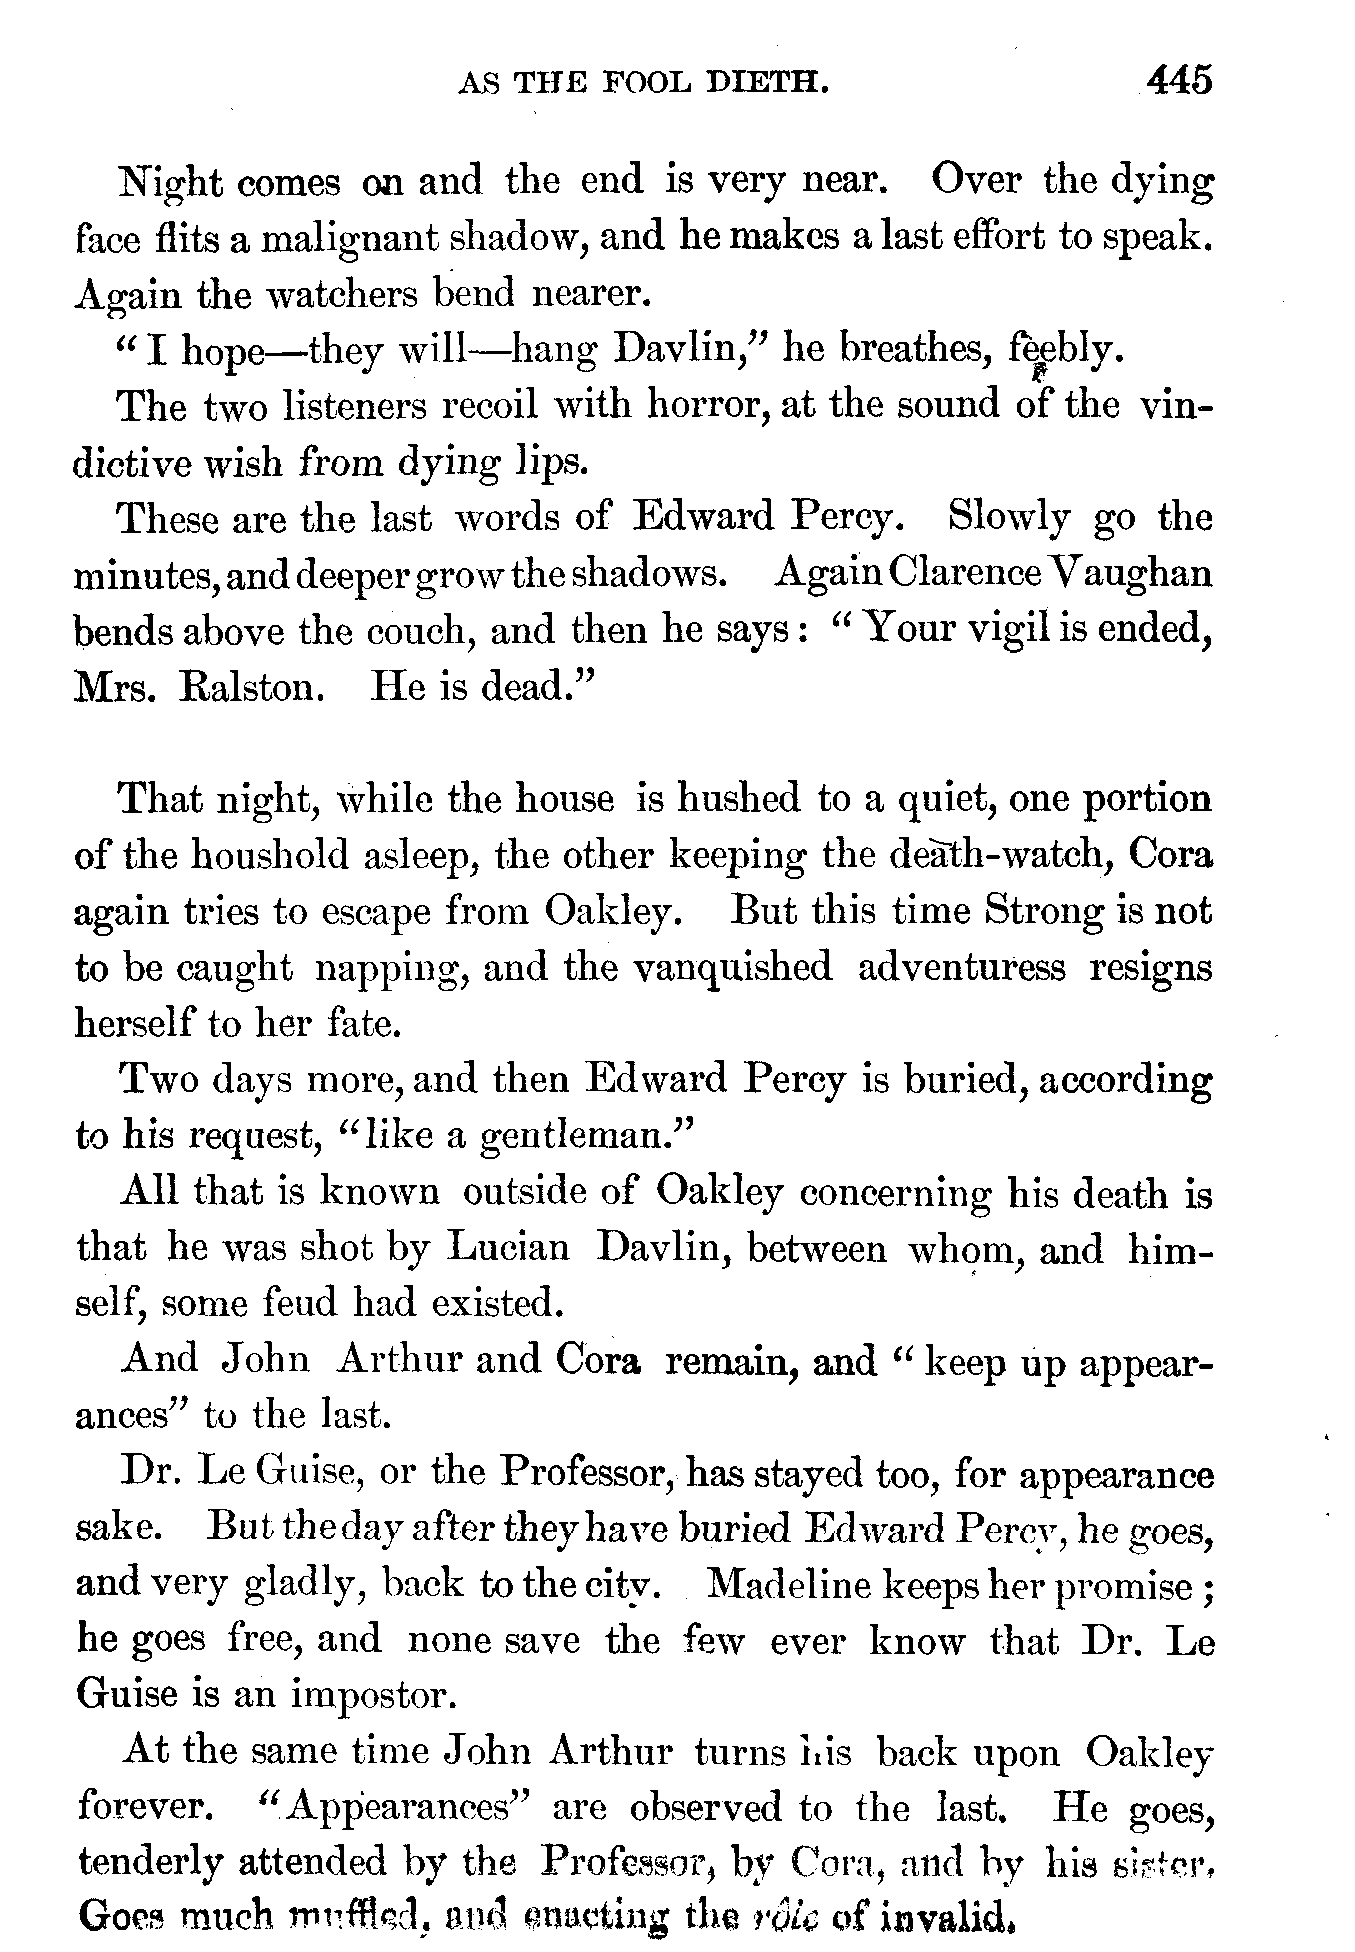 AS THE FOOL DIETH. 445
Night comes on and the end is very near. Over the dying
face flits a malignant shadow, and he makes a last effort to speak.
Again the watchers bend nearer.
“I hope—they will—hang Davlin,” he breathes, feebly.
The two listeners recoil with horror, at the sound of the vin-
dictive wish from dying lips.
These are the last words of Edward Percy. Slowly go the
minutes, and deeper grow the shadows. Again Clarence Vaughan
bends above the couch, and then he says: “Your vigil is ended,
Mrs. Ralston. He is dead.”
That night, while the house is hushed to a quiet, one portion
of the houshold asleep, the other keeping the death-watch, Cora
again tries to escape from Oakley. But this time Strong is not
to be caught napping, and the vanquished adventuress resigns
herself to her fate.
Two days more, and then Edward Percy is buried, according
to his request, “like a gentleman.”
All that is known outside of Oakley concerning his death is
that he was shot by Lucian Davlin, between whom, and him-
self, some feud had existed.
And John Arthur and Cora remain, and “keep up appear-
ances” to the last.
Dr. Le Guise, or the Professor, has stayed too, for appearance
sake. But the day after they have buried Edward Percy, he goes,
and very gladly, back to the city. Madeline keeps her promise;
he goes free, and none save the few ever know that Dr. Le
Guise is an impostor.
At the same time John Arthur turns his back upon Oakley
forever. “Appearances” are observed to the last. He goes,
tenderly attended by the Professor, by Cora, and by his sister.
Goes much muffled, and enacting the rôle of invalid.